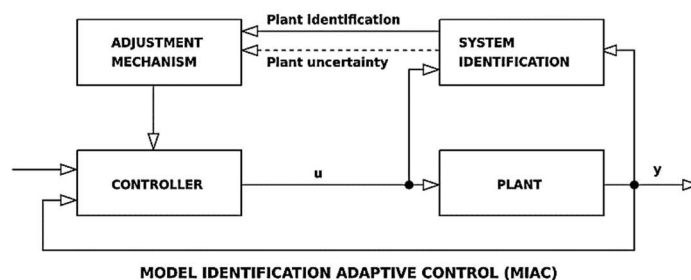 Plant identification
ADJUSTMENT
MECHANISM
SYSTEM
IDENTIFICATION
Plant uncertainty
CONTROLLER
u
PLANT
y
MODEL IDENTIFICATION ADAPTIVE CONTROL (MIAC)